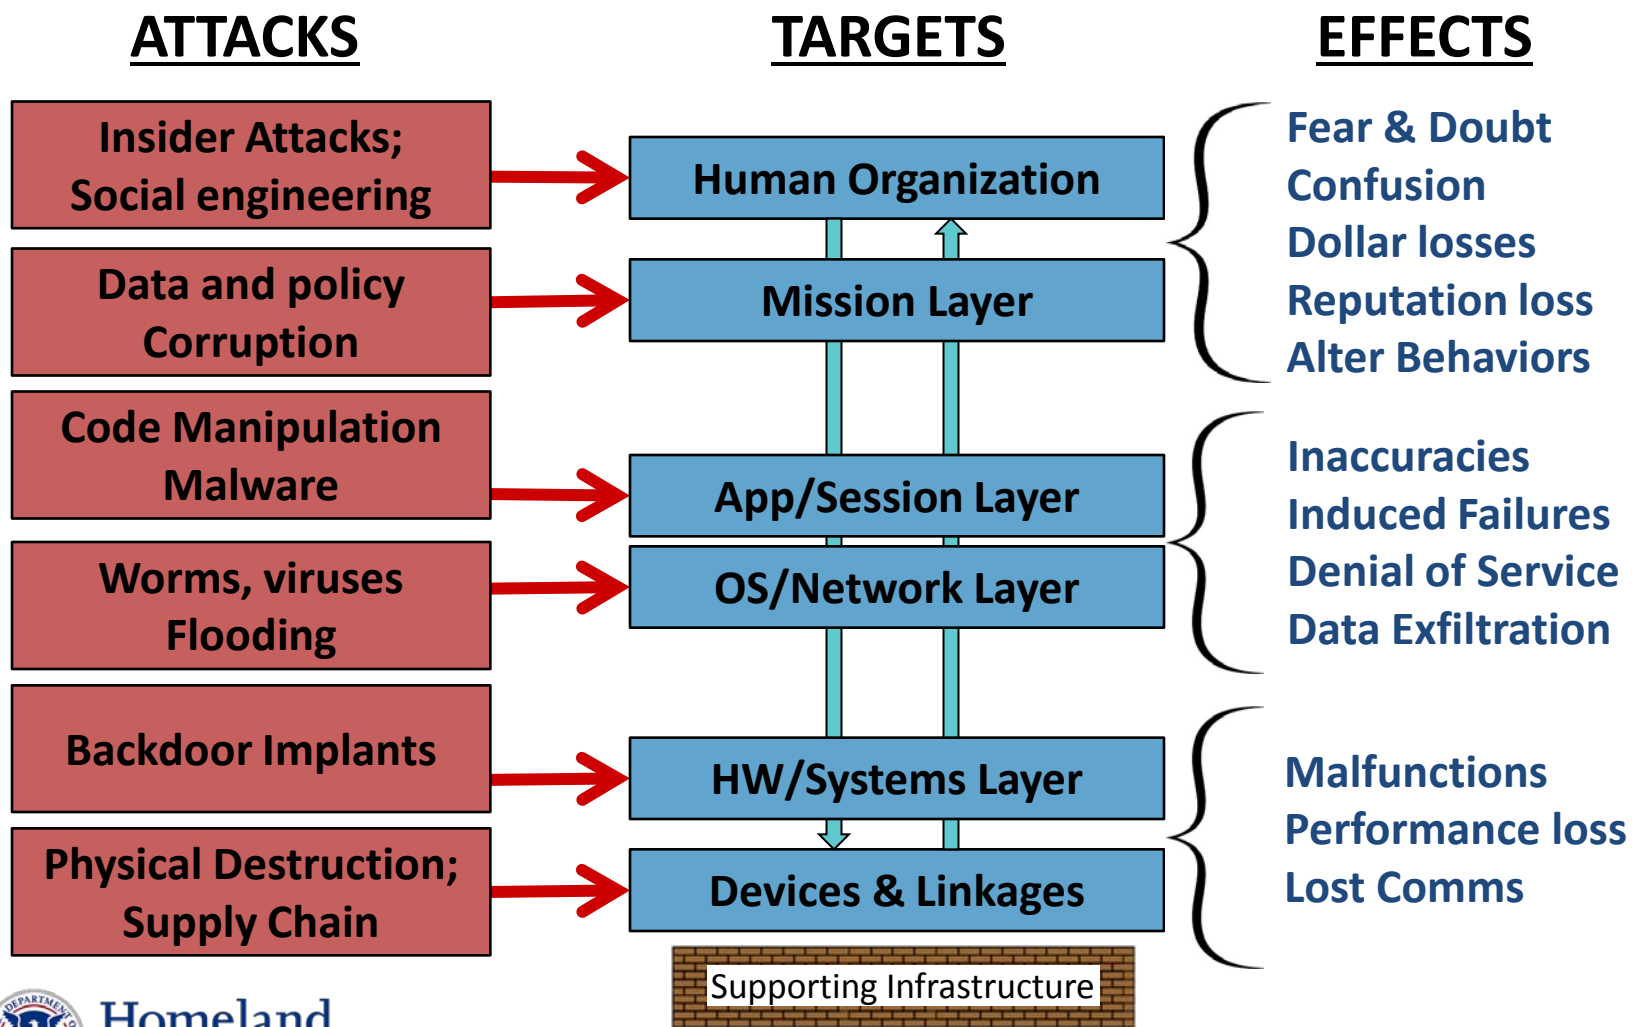 ATTACKS
TARGETS
EFFECTS
Insider Attacks;
Social engineering
Data and policy
Corruption
Code Manipulation
Malware
Worms, viruses
Flooding
Backdoor Implants
Physical Destruction;
Supply Chain
Human Organization
Mission Layer
App/Session Layer
OS/Network Layer
HW/Systems Layer
Devices & Linkages
Supporting Infrastructure
Fear & Doubt
Confusion
Dollar losses
Reputation loss
Alter Behaviors
Inaccuracies
Induced Failures
Denial of Service
Data Exfiltration
Malfunctions
Performance loss
Lost Comms
DEPARTMENT
Homeland